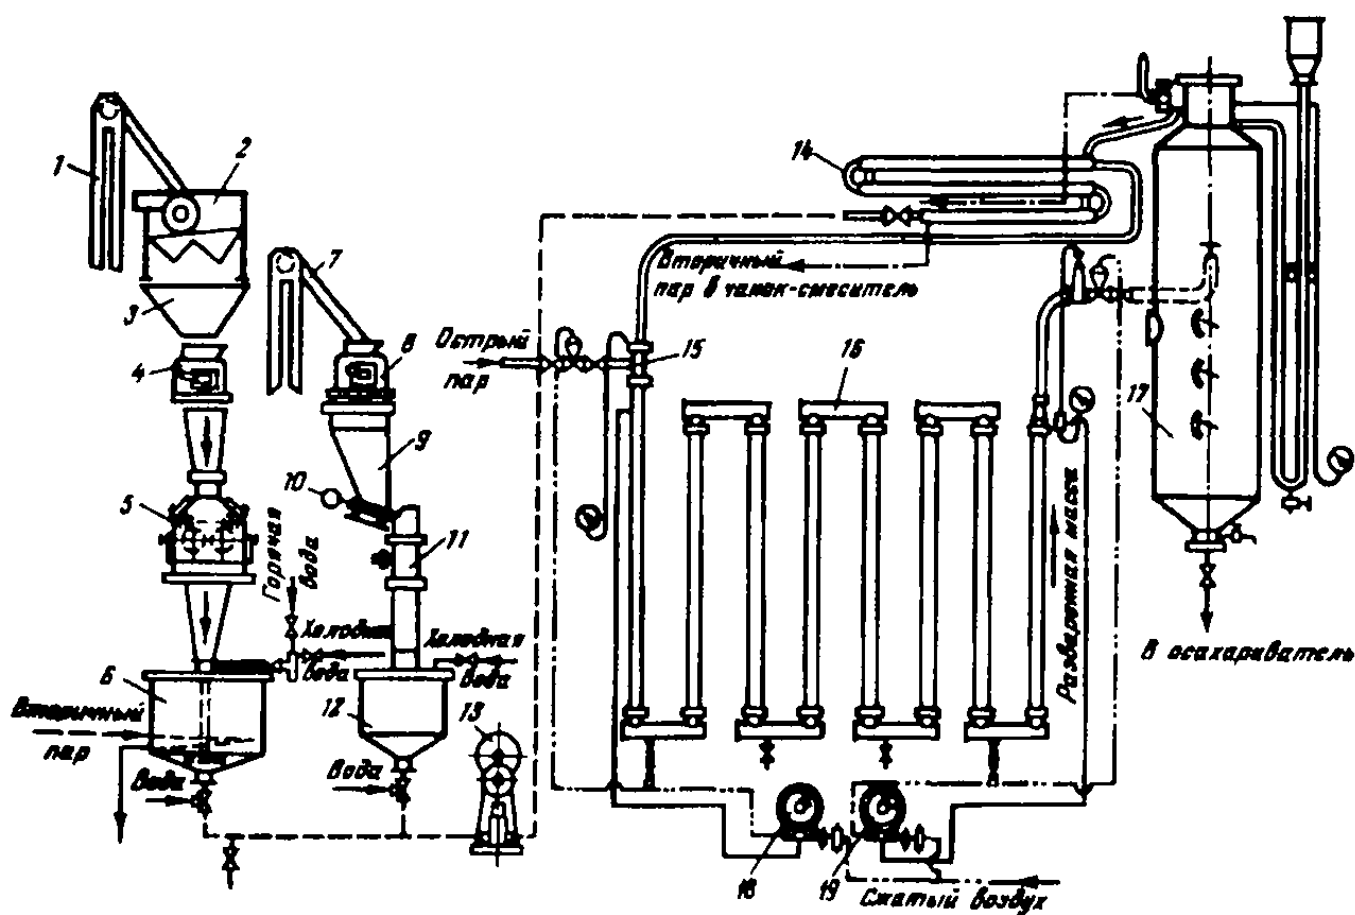 1
2
3
4
5
6
7
8
9
10
11
12
13
14
15
16
17
18
19
Вторичный
пар в чанок-смеситель
Острый
пар
Горячая
вода
Холодная
вода
Холодная
вода
Вторичный
пар
Вода
Вода
Разваренная масса
В осахариватель
Сжатый воздух